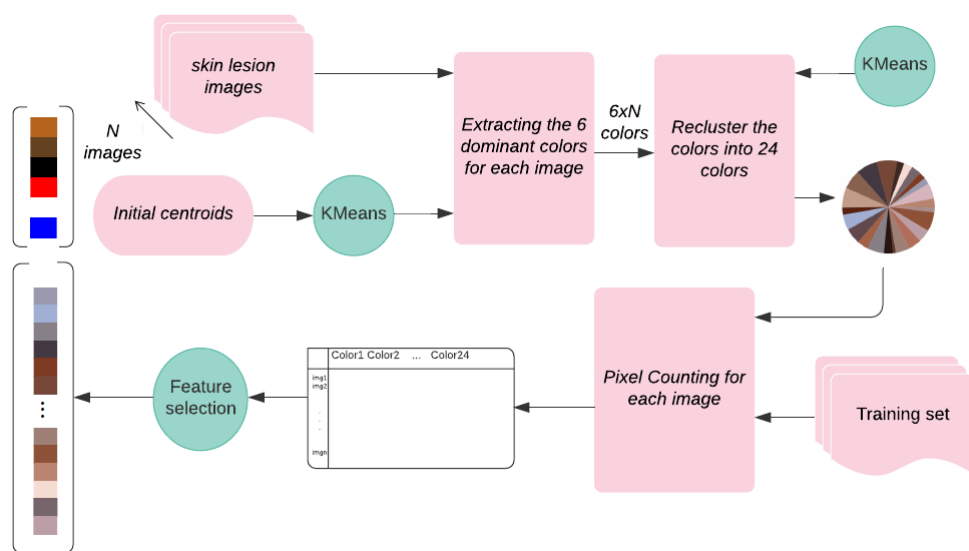 skin lesion
images
N
images
Initial centroids
KMeans
Extracting the 6
dominant colors
for each image
6xN
colors
Recluster the
colors into 24
colors
KMeans
Pixel Counting for
each image
Training set
Color1 Color2 ... Color24
img1
img2
.
.
.
imgn
Feature
selection
⋮